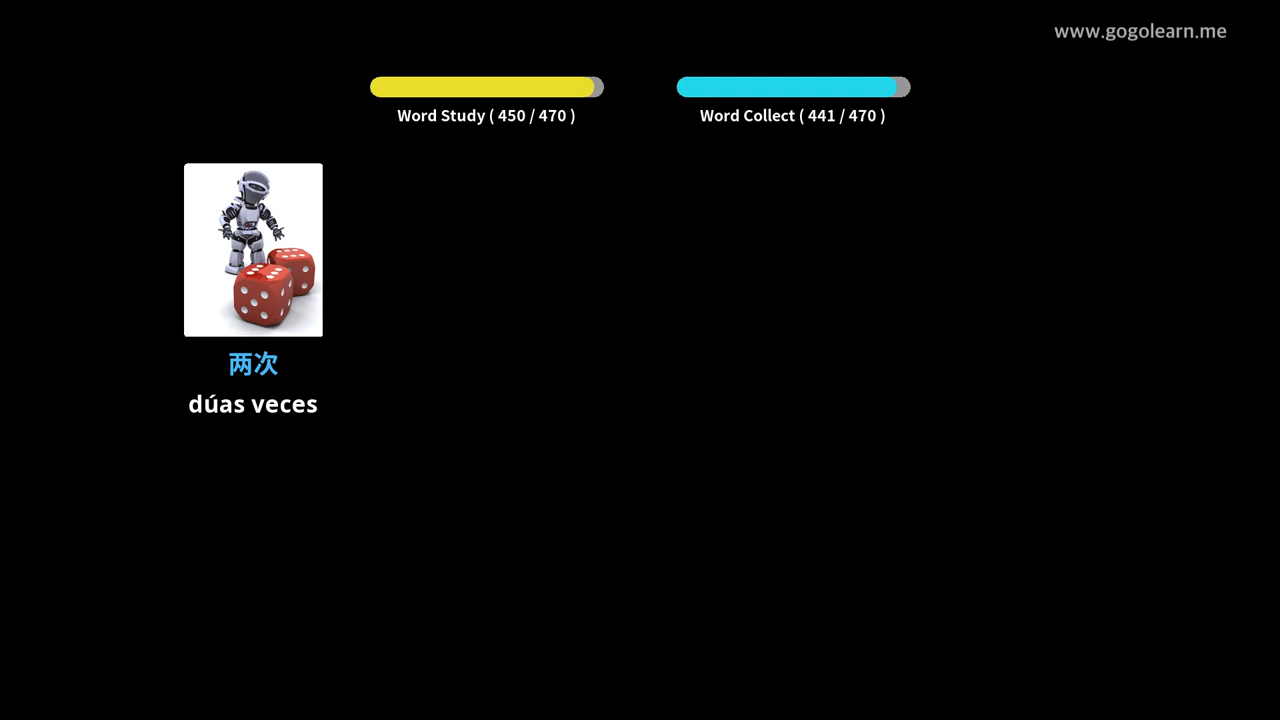 www.gogolearn.me
Word Study ( 450 / 470 )
Word Collect ( 441 / 470 )
两次
dúas veces